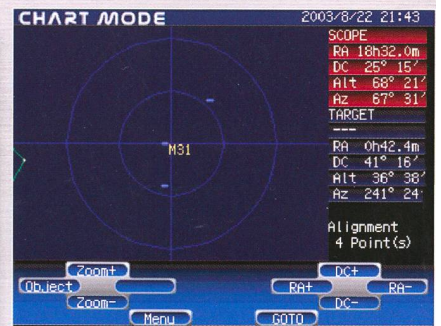 CHART MODE 2003/8/22 21:43
SCOPE
RA 18h32.0m
DC 25° 15′
Alt 68° 21′
Az 67° 31′
TARGET
---
RA 0h42.4m
DC 41° 16′
Alt 36° 38′
Az 241° 24′
M31
Alignment
4 Point(s)
Zoom+ DC+
Object RA+ RA-
Zoom- DC-
Menu GOTO